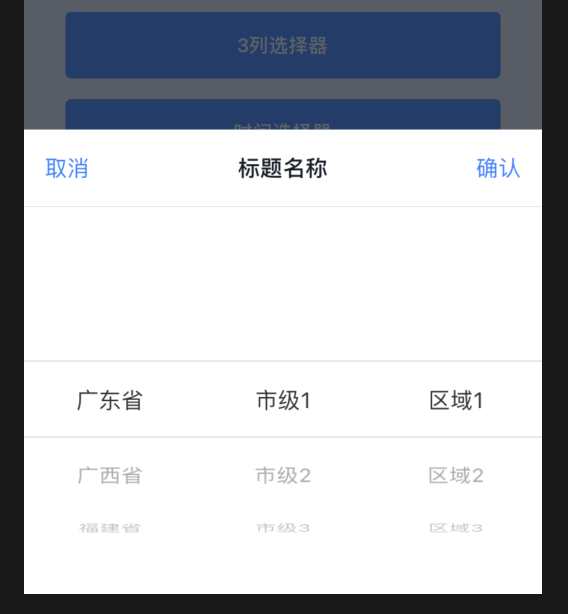 3列选择器
时间选择器
取消 标题名称 确认
广东省 市级1 区域1
广西省 市级2 区域2
福建省 市级3 区域3